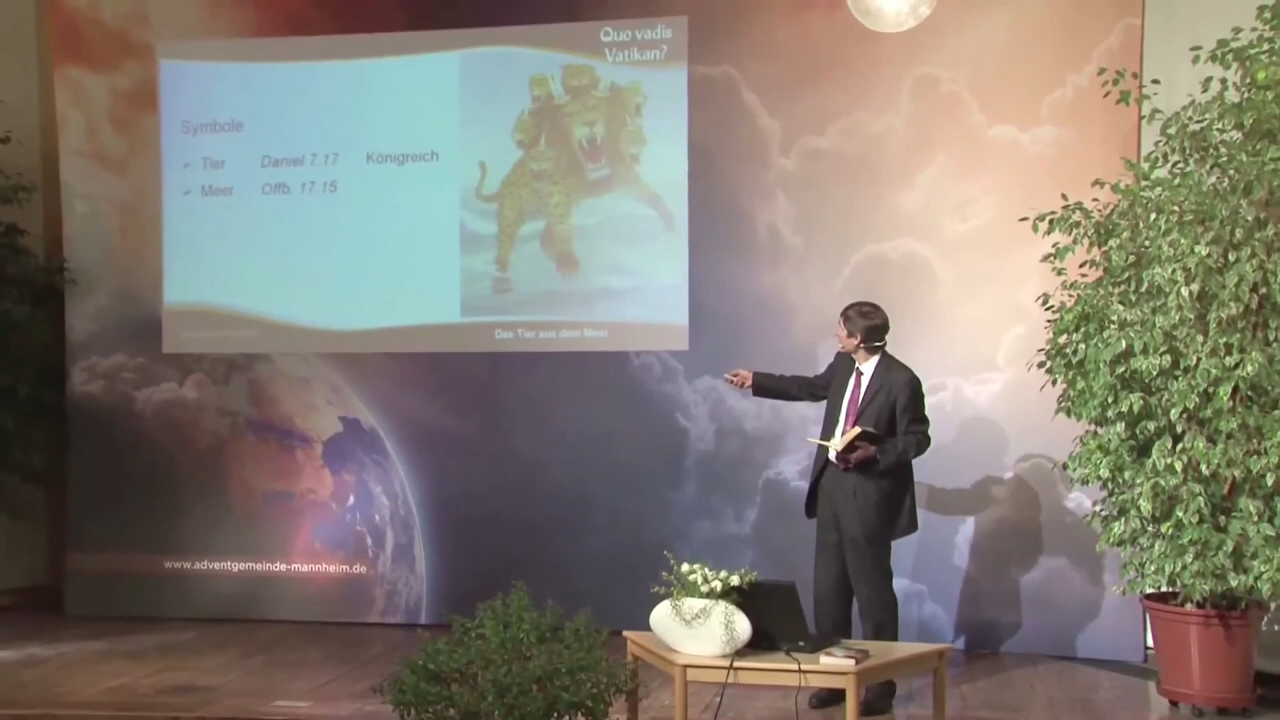 Quo vadis
Vatikan?
Symbole
Tier Daniel 7.17 Königreich
Meer Offb. 17.15
Das Tier aus dem Meer
www.adventgemeinde-mannheim.de